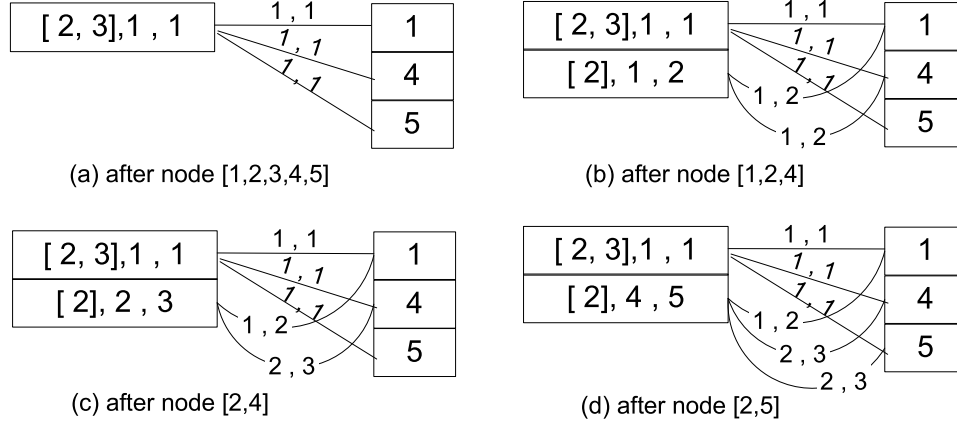 [ 2, 3],1 , 1
1 , 1
1 , 1
1 , 1
1
4
5
(a) after node [1,2,3,4,5]
[ 2, 3],1 , 1
[ 2], 1 , 2
1 , 1
1 , 1
1 , 1
1 , 2
1 , 2
1
4
5
(b) after node [1,2,4]
[ 2, 3],1 , 1
[ 2], 2 , 3
1 , 1
1 , 1
1 , 1
1 , 2
2 , 3
1
4
5
(c) after node [2,4]
[ 2, 3],1 , 1
[ 2], 4 , 5
1 , 1
1 , 1
1 , 1
1 , 2
2 , 3
2 , 3
1
4
5
(d) after node [2,5]